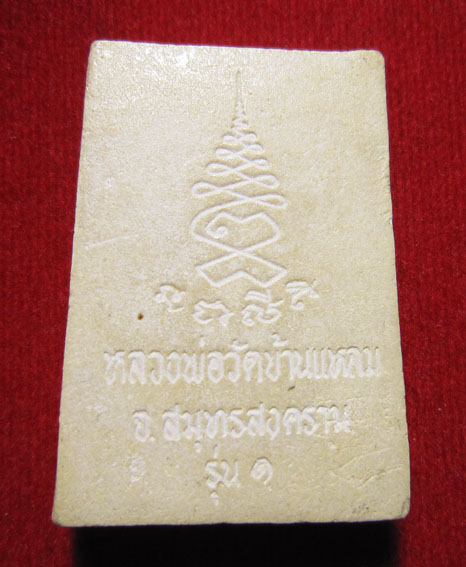 หลวงพ่อวัดบ้านแหลม
จ.สมุทรสงคราม
รุ่น ๑